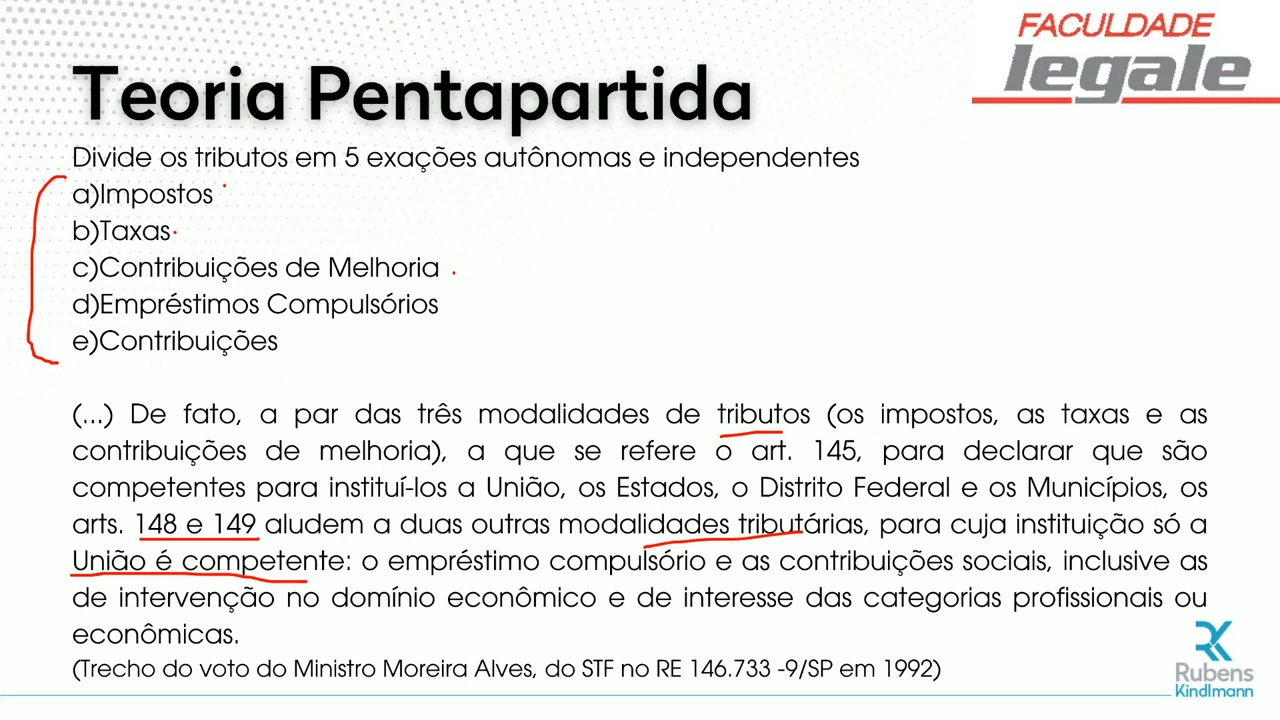 FACULDADE
legale
Teoria Pentapartida
Divide os tributos em 5 exações autônomas e independentes
a)Impostos
b)Taxas
c)Contribuições de Melhoria
d)Empréstimos Compulsórios
e)Contribuições
(...) De fato, a par das três modalidades de tributos (os impostos, as taxas e as
contribuições de melhoria), a que se refere o art. 145, para declarar que são
competentes para instituí-los a União, os Estados, o Distrito Federal e os Municípios, os
arts. 148 e 149 aludem a duas outras modalidades tributárias, para cuja instituição só a
União é competente: o empréstimo compulsório e as contribuições sociais, inclusive as
de intervenção no domínio econômico e de interesse das categorias profissionais ou
econômicas.
(Trecho do voto do Ministro Moreira Alves, do STF no RE 146.733 -9/SP em 1992)
RK
Rubens
Kindlmann